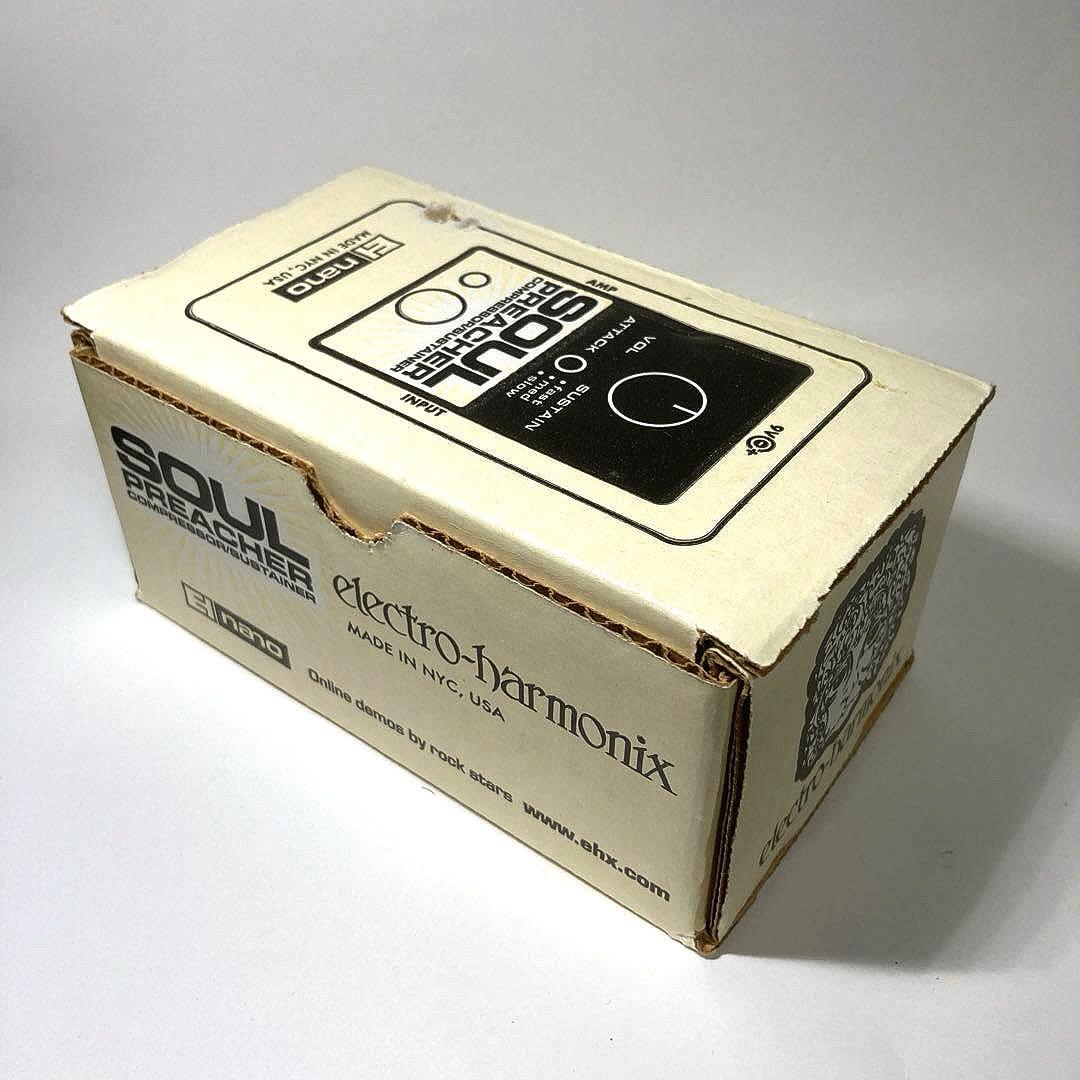 EH nano
MADE IN NYC, USA
SOUL
PREACHER
COMPRESSOR/SUSTAINER
AMP
INPUT
VOL
ATTACK
SUSTAIN
fast
med
slow
9V
SOUL
PREACHER
COMPRESSOR/SUSTAINER
EH nano
electro-harmonix
MADE IN NYC, USA
Online demos by rock stars www.ehx.com
electro-harmonix